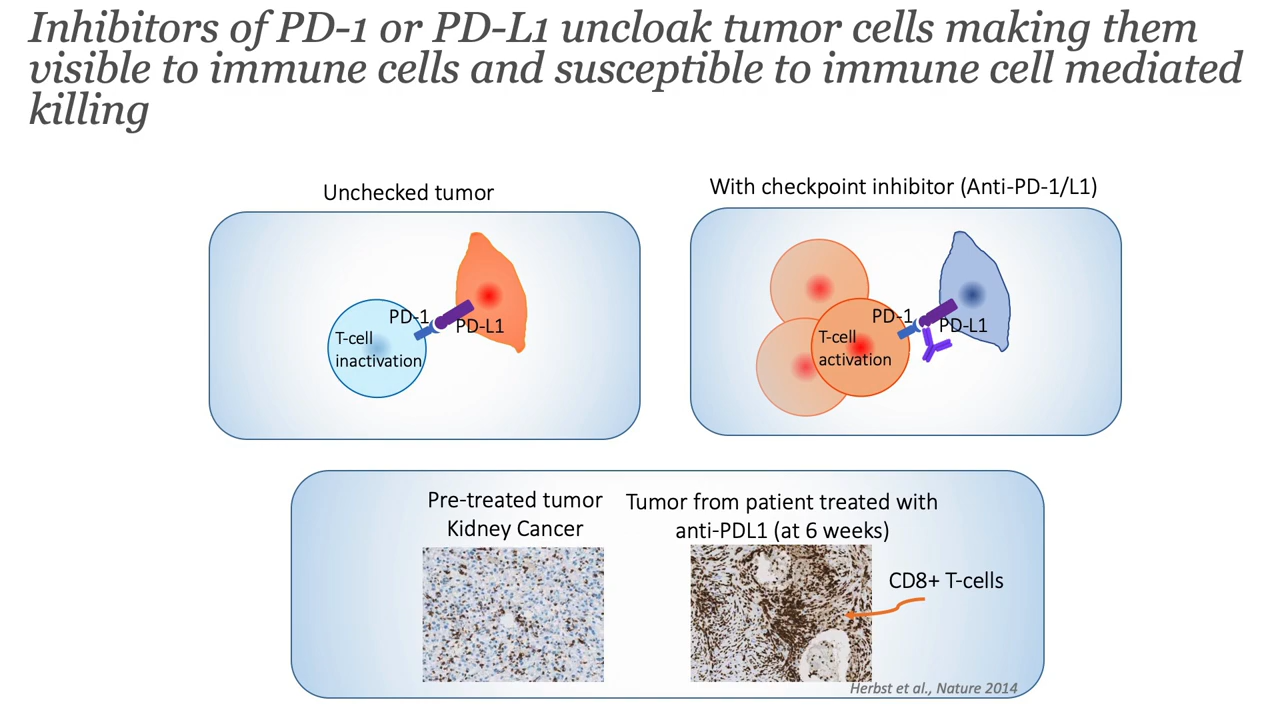 Inhibitors of PD-1 or PD-L1 uncloak tumor cells making them
visible to immune cells and susceptible to immune cell mediated
killing
Unchecked tumor
PD-1
PD-L1
T-cell
inactivation
With checkpoint inhibitor (Anti-PD-1/L1)
PD-1
PD-L1
T-cell
activation
Pre-treated tumor
Kidney Cancer
Tumor from patient treated with
anti-PDL1 (at 6 weeks)
CD8+ T-cells
Herbst et al., Nature 2014